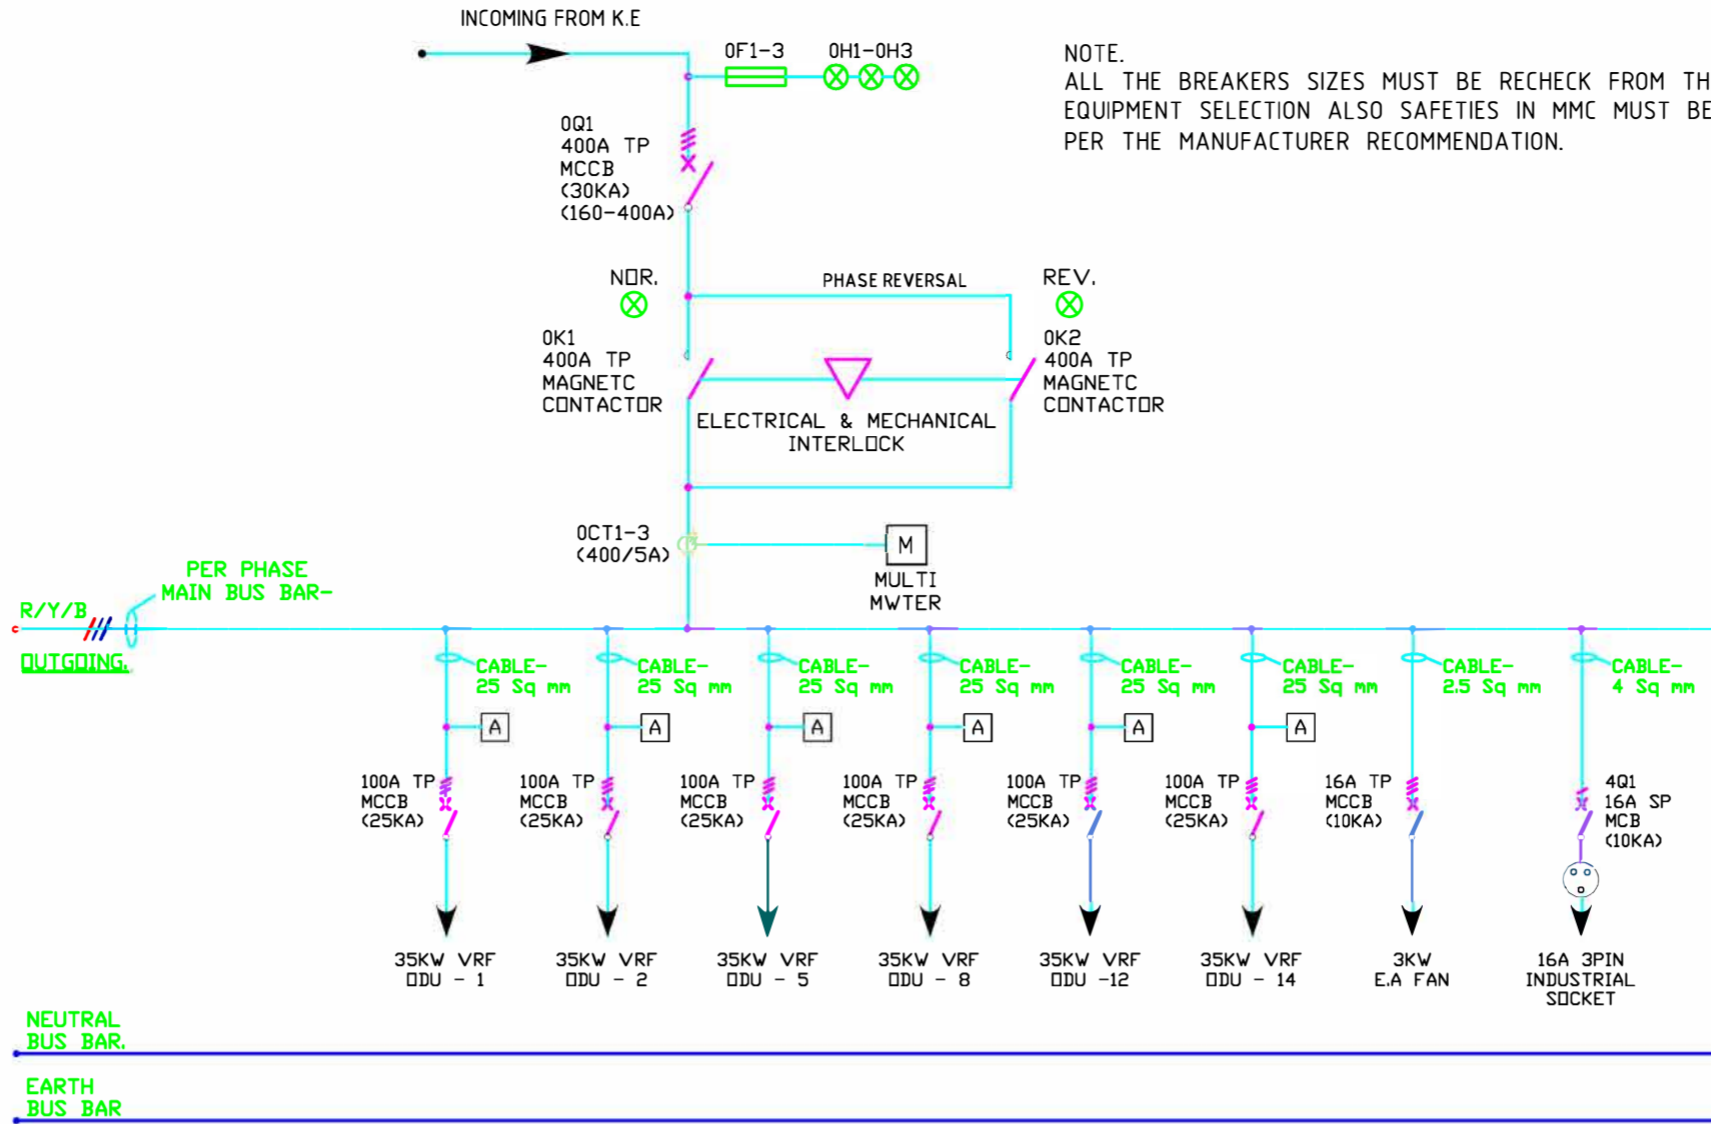 INCOMING FROM K.E
0F1-3
0H1-0H3
NOTE.
ALL THE BREAKERS SIZES MUST BE RECHECK FROM TH
EQUIPMENT SELECTION ALSO SAFETIES IN MMC MUST BE
PER THE MANUFACTURER RECOMMENDATION.
0Q1
400A TP
MCCB
(30KA)
(160-400A)
NOR.
PHASE REVERSAL
REV.
0K1
400A TP
MAGNETC
CONTACTOR
0K2
400A TP
MAGNETC
CONTACTOR
ELECTRICAL & MECHANICAL
INTERLOCK
0CT1-3
(400/5A)
M
MULTI
MWTER
PER PHASE
MAIN BUS BAR-
R/Y/B
OUTGOING.
CABLE-
25 Sq mm
CABLE-
25 Sq mm
CABLE-
25 Sq mm
CABLE-
25 Sq mm
CABLE-
25 Sq mm
CABLE-
25 Sq mm
CABLE-
2.5 Sq mm
CABLE-
4 Sq mm
A
A
A
A
A
A
100A TP
MCCB
(25KA)
100A TP
MCCB
(25KA)
100A TP
MCCB
(25KA)
100A TP
MCCB
(25KA)
100A TP
MCCB
(25KA)
100A TP
MCCB
(25KA)
16A TP
MCCB
(10KA)
4Q1
16A SP
MCB
(10KA)
35KW VRF
ODU - 1
35KW VRF
ODU - 2
35KW VRF
ODU - 5
35KW VRF
ODU - 8
35KW VRF
ODU -12
35KW VRF
ODU - 14
3KW
E.A FAN
16A 3PIN
INDUSTRIAL
SOCKET
NEUTRAL
BUS BAR.
EARTH
BUS BAR